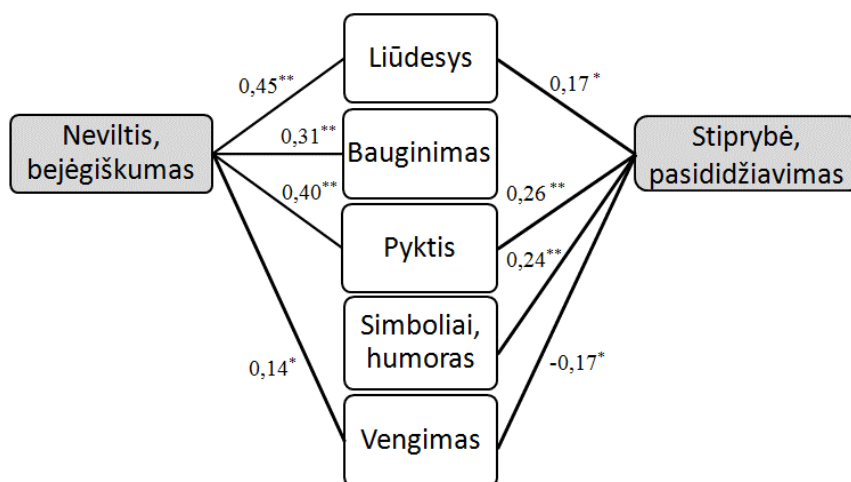 Liūdesys
0,45**
0,17 *
Neviltis,
bejėgiškumas
0,31**
Bauginimas
Stiprybė,
pasididžiavimas
0,40**
0,26 **
Pyktis
0,24**
Simboliai,
humoras
0,14*
-0,17*
Vengimas